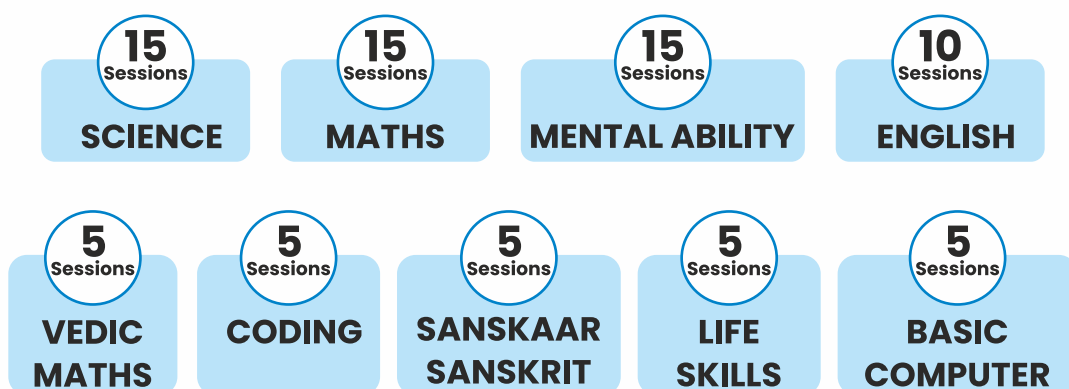 15
Sessions
SCIENCE
15
Sessions
MATHS
15
Sessions
MENTAL ABILITY
10
Sessions
ENGLISH
5
Sessions
VEDIC
MATHS
5
Sessions
CODING
5
Sessions
SANSKAAR
SANSKRIT
5
Sessions
LIFE
SKILLS
5
Sessions
BASIC
COMPUTER